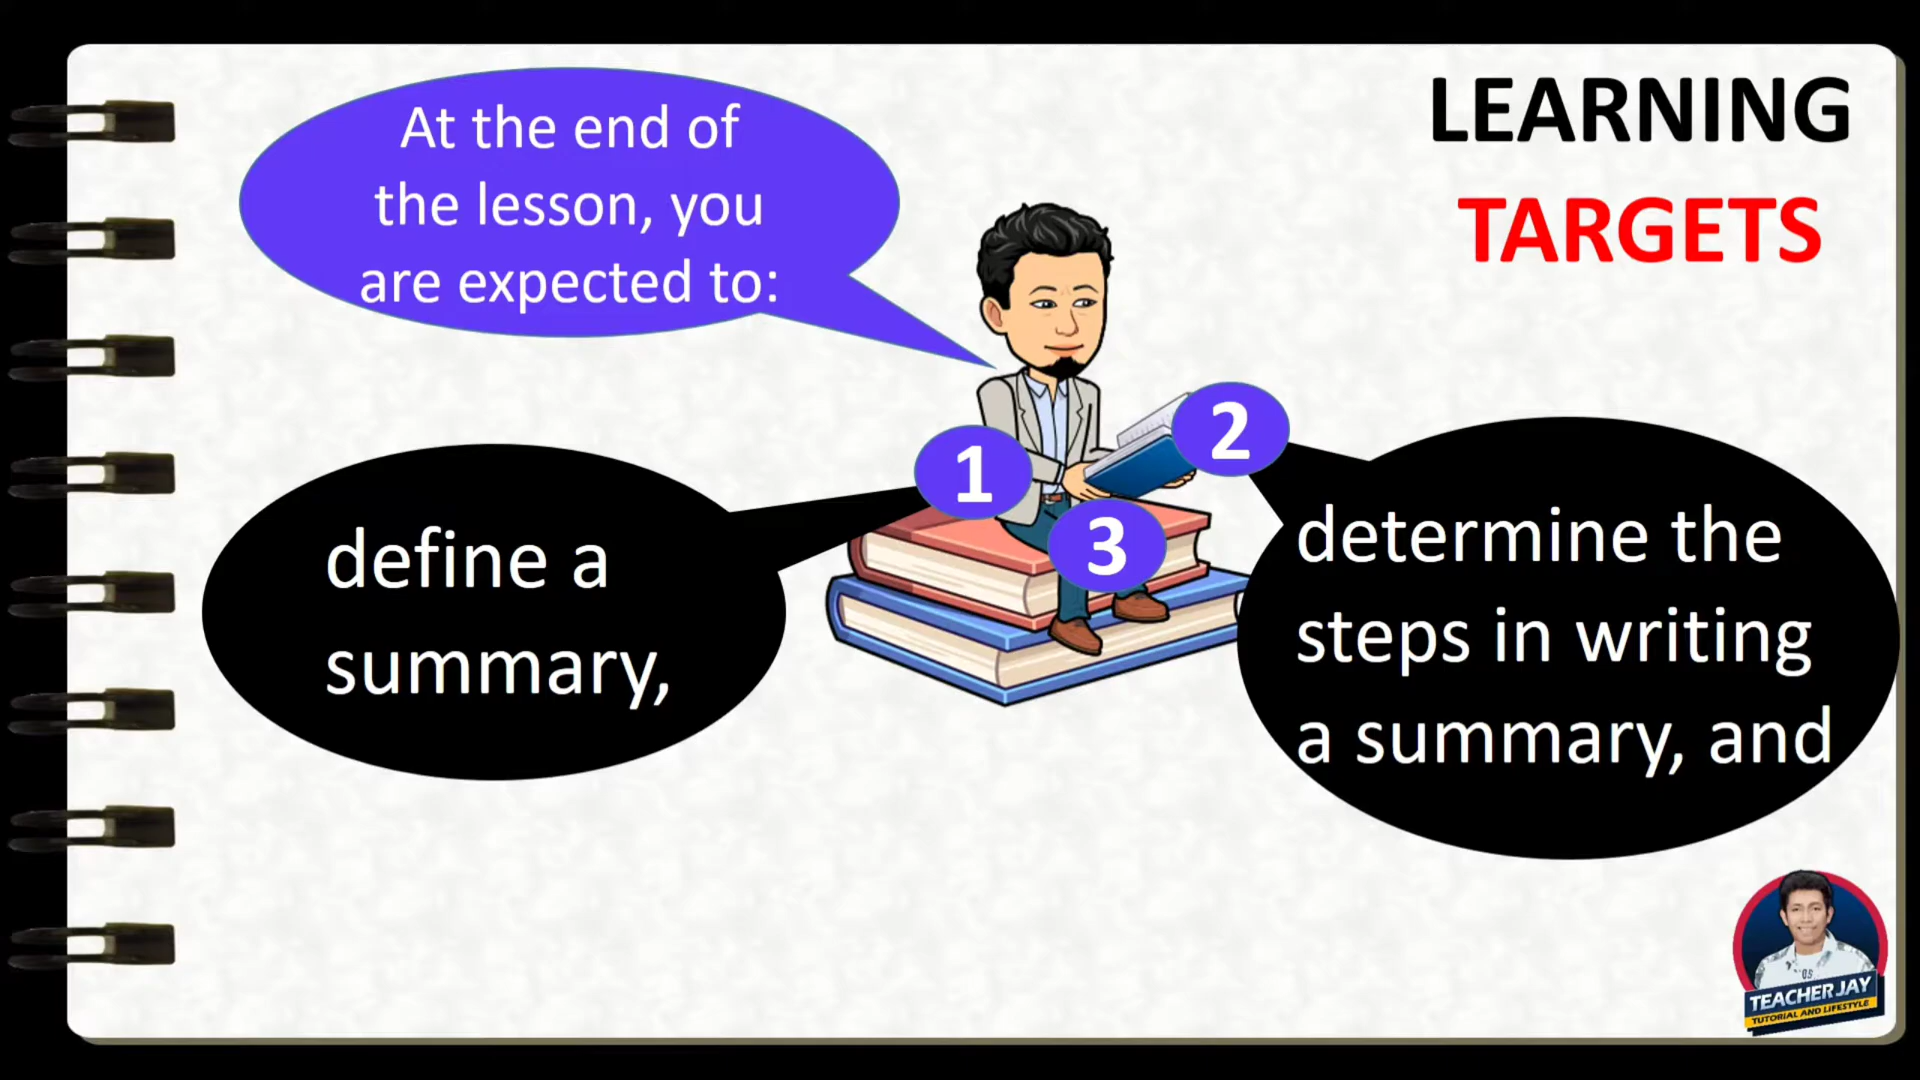 LEARNING
TARGETS
At the end of
the lesson, you
are expected to:
1
define a
summary,
2
determine the
steps in writing
a summary, and
3
TEACHER JAY
TUTORIAL AND LIFESTYLE